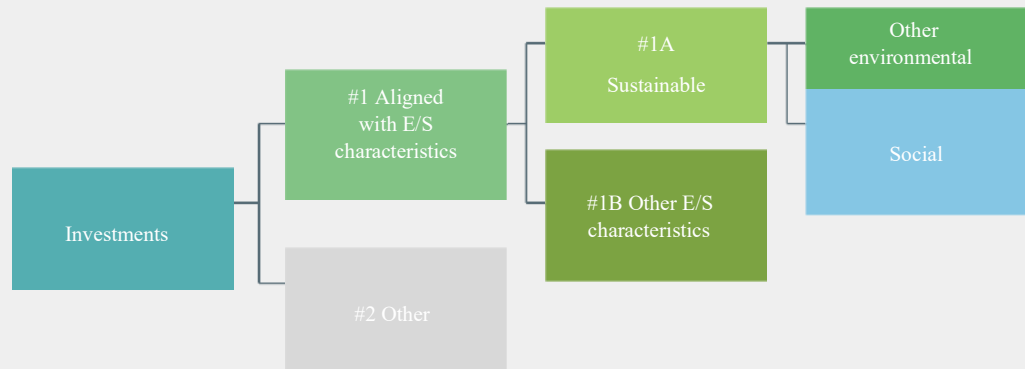 Investments
#1 Aligned
with E/S
characteristics
#2 Other
#1A
Sustainable
#1B Other E/S
characteristics
Other
environmental
Social